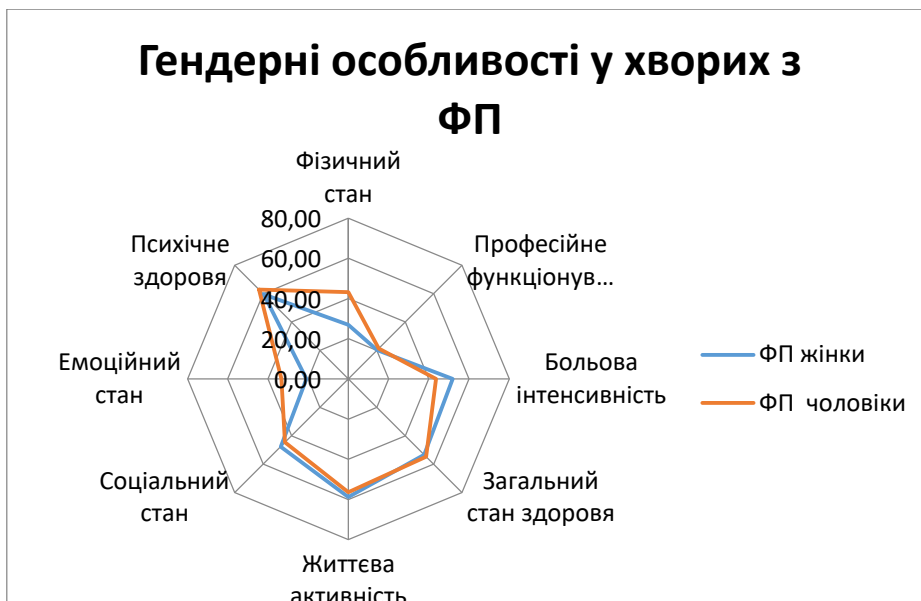 Гендерні особливості у хворих з
ФП
Фізичний
стан
80,00
60,00
40,00
20,00
0,00
Професійне
функціонув...
Больова
інтенсивність
Загальний
стан здоровя
Життєва
активність
Соціальний
стан
Емоційний
стан
Психічне
здоровя
ФП жінки
ФП чоловіки